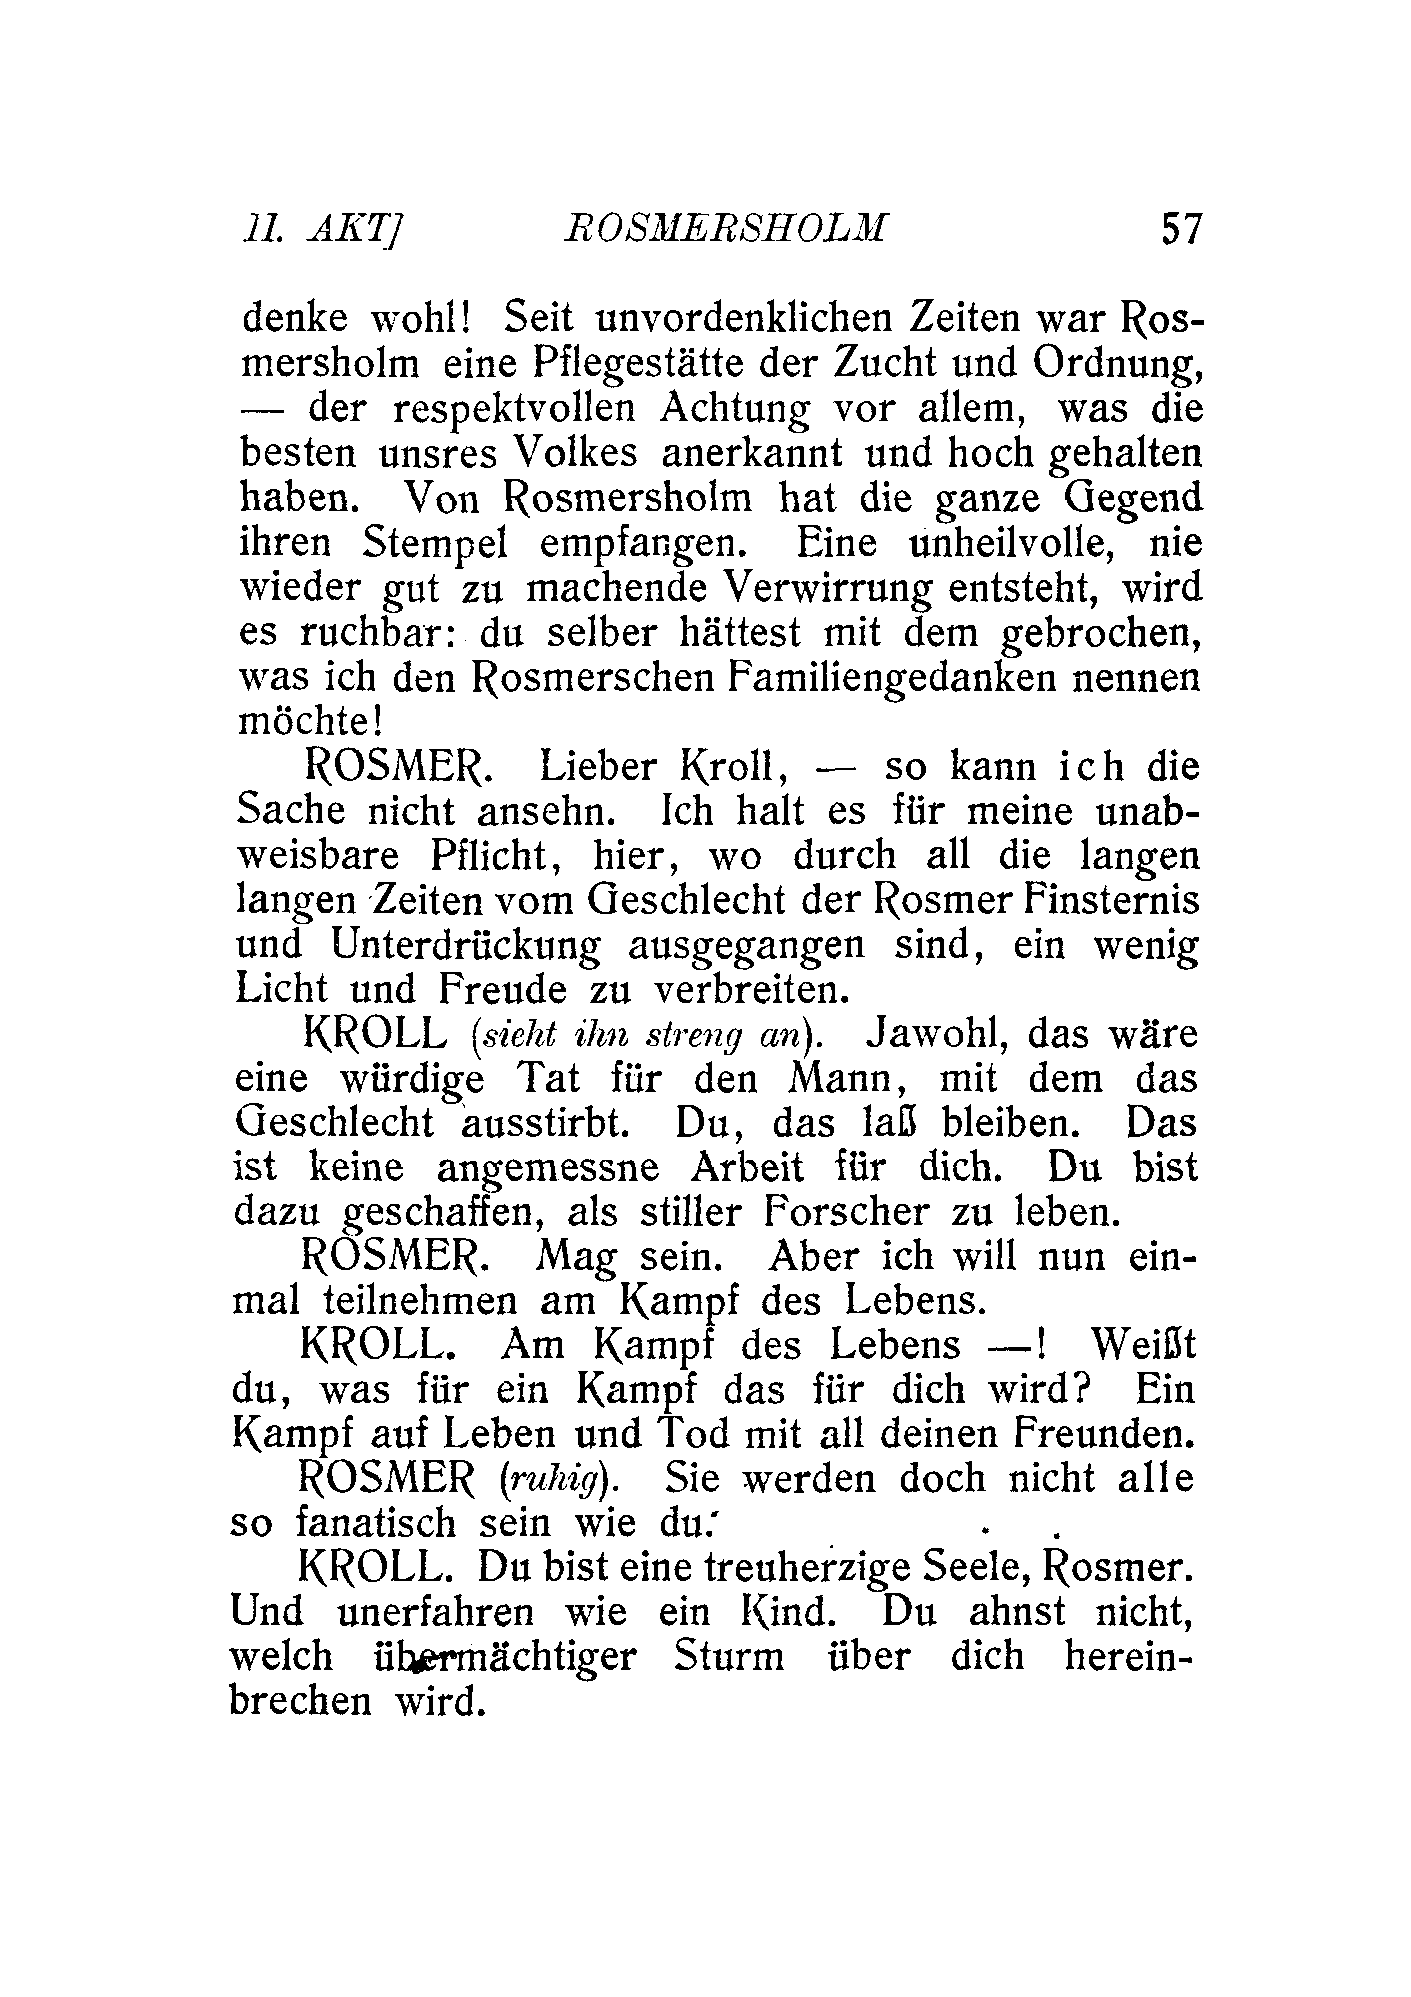 II. AKT] ROSMERSHOLM 57
denke wohl! Seit unvordenklichen Zeiten war Ros-
mersholm eine Pflegestätte der Zucht und Ordnung,
— der respektvollen Achtung vor allem, was die
besten unsres Volkes anerkannt und hoch gehalten
haben. Von Rosmersholm hat die ganze Gegend
ihren Stempel empfangen. Eine unheilvolle, nie
wieder gut zu machende Verwirrung entsteht, wird
es ruchbar: du selber hättest mit dem gebrochen,
was ich den Rosmerschen Familiengedanken nennen
möchte!
ROSMER. Lieber Kroll, — so kann ich die
Sache nicht ansehn. Ich halt es für meine unab-
weisbare Pflicht, hier, wo durch all die langen
langen Zeiten vom Geschlecht der Rosmer Finsternis
und Unterdrückung ausgegangen sind, ein wenig
Licht und Freude zu verbreiten.
KROLL (sieht ihn streng an). Jawohl, das wäre
eine würdige Tat für den Mann, mit dem das
Geschlecht ausstirbt. Du, das laß bleiben. Das
ist keine angemessne Arbeit für dich. Du bist
dazu geschaffen, als stiller Forscher zu leben.
ROSMER. Mag sein. Aber ich will nun ein-
mal teilnehmen am Kampf des Lebens.
KROLL. Am Kampf des Lebens —! Weißt
du, was für ein Kampf das für dich wird? Ein
Kampf auf Leben und Tod mit all deinen Freunden.
ROSMER (ruhig). Sie werden doch nicht alle
so fanatisch sein wie du.
KROLL. Du bist eine treuherzige Seele, Rosmer.
Und unerfahren wie ein Kind. Du ahnst nicht,
welch übermächtiger Sturm über dich herein-
brechen wird.